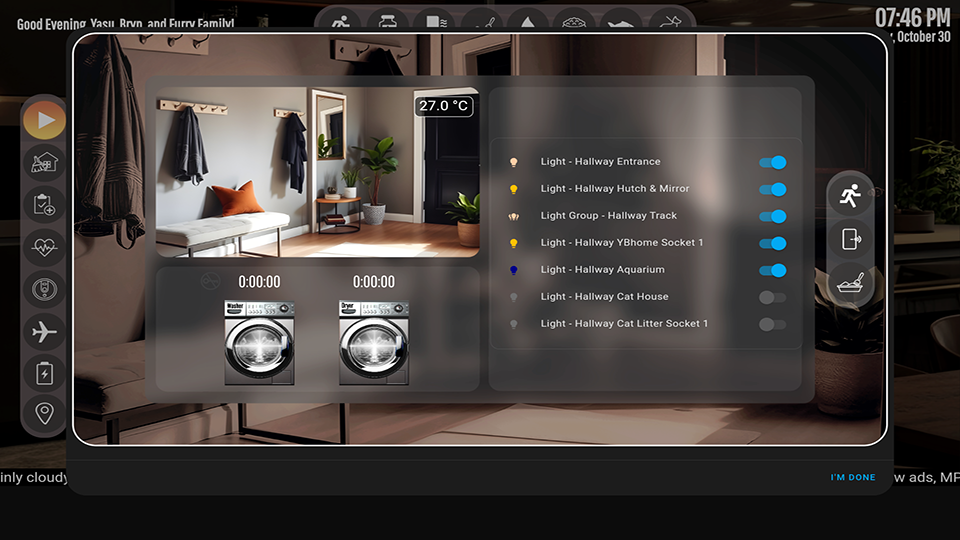 Good Evening, Yasu, Bryn, and Furry Family!
07:46 PM
, October 30
27.0 °C
Light - Hallway Entrance
Light - Hallway Hutch & Mirror
Light Group - Hallway Track
Light - Hallway YBhome Socket 1
Light - Hallway Aquarium
Light - Hallway Cat House
Light - Hallway Cat Litter Socket 1
0:00:00
0:00:00
Washer
Dryer
inly cloudy
w ads, MP
I'M DONE